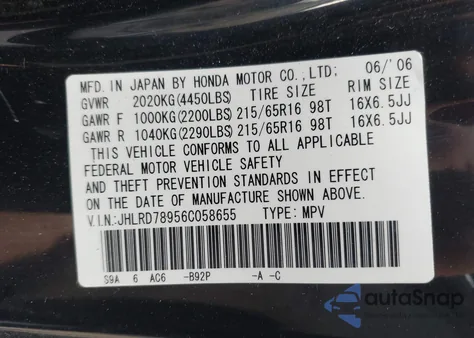 MFD. IN JAPAN BY HONDA MOTOR CO.,LTD; 06/'06
GVWR 2020KG(4450LBS) TIRE SIZE RIM SIZE
GAWR F 1000KG(2200LBS) 215/65R16 98T 16X6.5JJ
GAWR R 1040KG(2290LBS) 215/65R16 98T 16X6.5JJ
THIS VEHICLE CONFORMS TO ALL APPLICABLE
FEDERAL MOTOR VEHICLE SAFETY
AND THEFT PREVENTION STANDARDS IN EFFECT
ON THE DATE OF MANUFACTURE SHOWN ABOVE.
V.I.N:JHLRD78956C058655 TYPE: MPV
S9A 6 AC6 -B92P -A -C
autoSnap